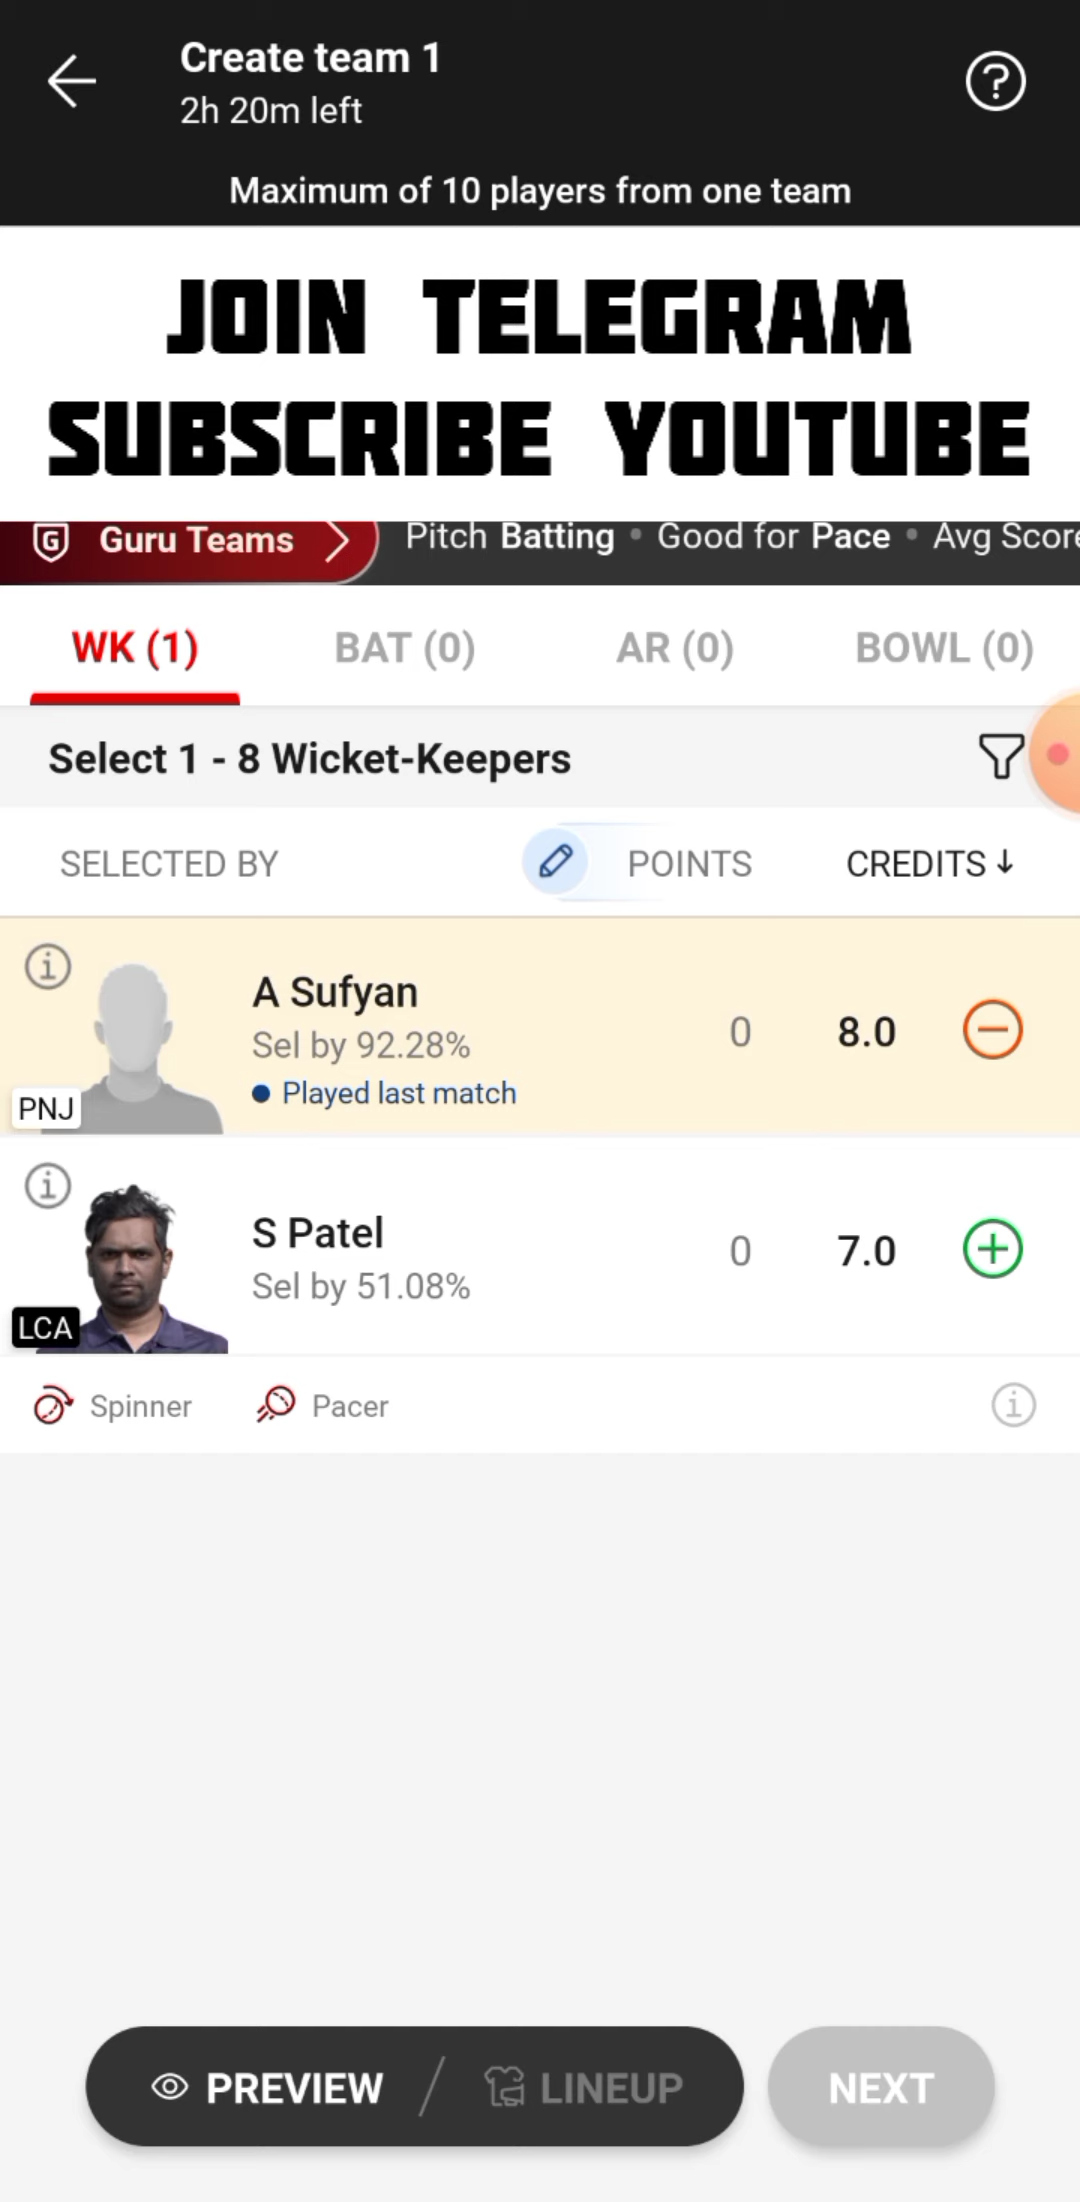 Create team 1
2h 20m left
Maximum of 10 players from one team
JOIN TELEGRAM
SUBSCRIBE YOUTUBE
G Guru Teams Pitch Batting • Good for Pace • Avg Score
WK (1) BAT (0) AR (0) BOWL (0)
Select 1 - 8 Wicket-Keepers
SELECTED BY POINTS CREDITS ↓
A Sufyan
Sel by 92.28% 0 8.0
• Played last match
PNJ
S Patel
Sel by 51.08% 0 7.0
LCA
Spinner Pacer
PREVIEW / LINEUP NEXT